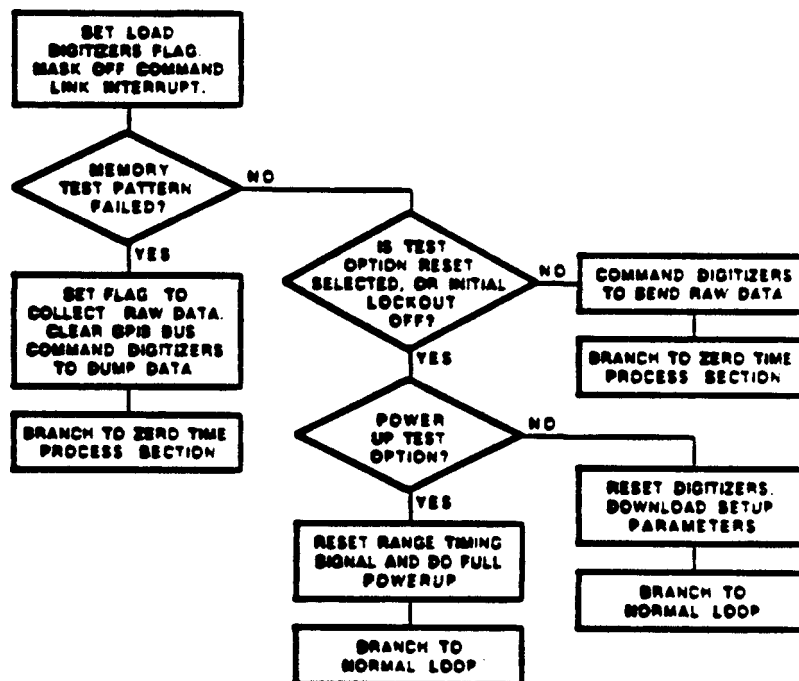 SET LOAD
DIGITIZERS FLAG.
MASK OFF COMMAND
LINK INTERRUPT.
MEMORY
TEST PATTERN
FAILED?
NO
YES
SET FLAG TO
COLLECT RAW DATA.
CLEAR GPIB BUS
COMMAND DIGITIZERS
TO DUMP DATA
BRANCH TO ZERO TIME
PROCESS SECTION
IS TEST
OPTION RESET
SELECTED, OR INITIAL
LOCKOUT
OFF?
NO
COMMAND DIGITIZERS
TO SEND RAW DATA
BRANCH TO ZERO TIME
PROCESS SECTION
YES
POWER
UP TEST
OPTION?
NO
RESET DIGITIZERS.
DOWNLOAD SETUP
PARAMETERS
BRANCH TO
NORMAL LOOP
YES
RESET RANGE TIMING
SIGNAL AND DO FULL
POWERUP
BRANCH TO
NORMAL LOOP